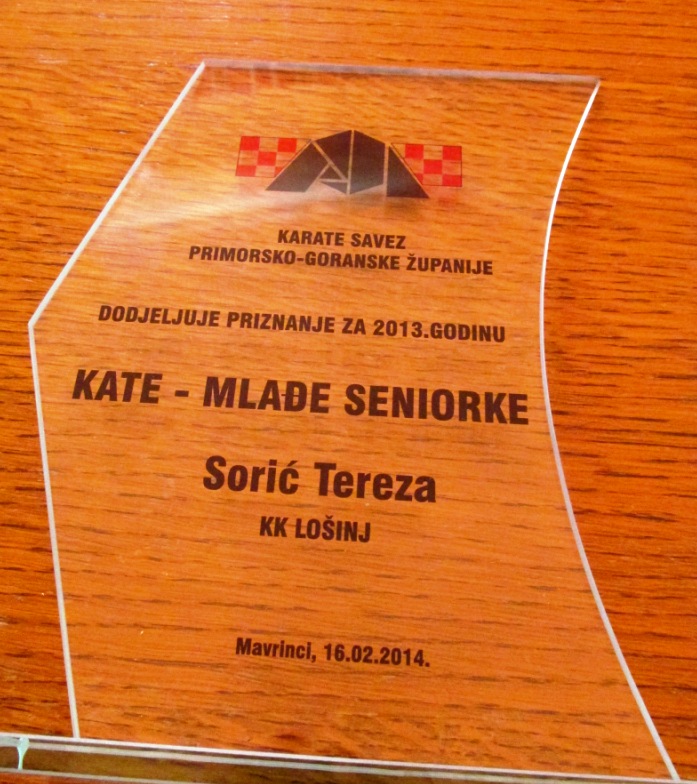 KARATE SAVEZ
PRIMORSKO-GORANSKE ŽUPANIJE
DODJELJUJE PRIZNANJE ZA 2013.GODINU
KATE - MLAĐE SENIORKE
Sorić Tereza
KK LOŠINJ
Mavrinci, 16.02.2014.